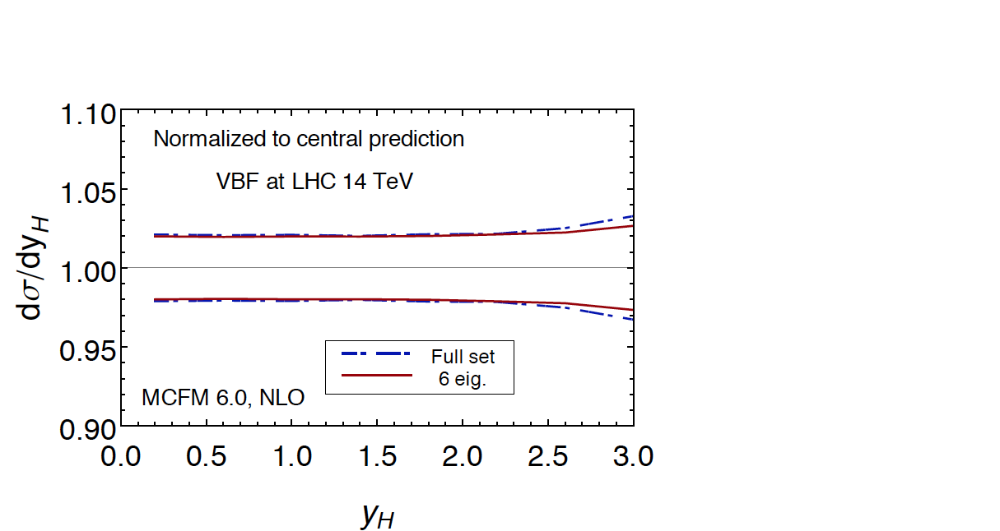 1.10
Normalized to central prediction
VBF at LHC 14 TeV
1.05
1.00
dσ/dy_H
0.95
Full set
6 eig.
MCFM 6.0, NLO
0.90
0.0 0.5 1.0 1.5 2.0 2.5 3.0
y_H